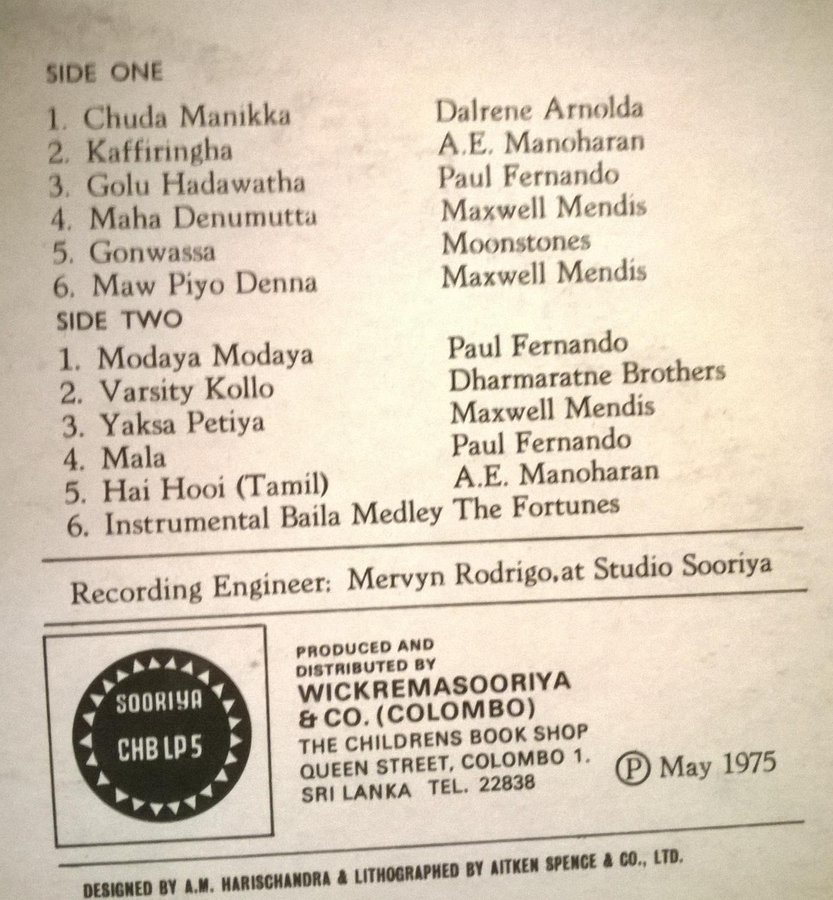 SIDE ONE
1. Chuda Manikka Dalrene Arnolda
2. Kaffiringha A.E. Manoharan
3. Golu Hadawatha Paul Fernando
4. Maha Denumutta Maxwell Mendis
5. Gonwassa Moonstones
6. Maw Piyo Denna Maxwell Mendis
SIDE TWO
1. Modaya Modaya Paul Fernando
2. Varsity Kollo Dharmaratne Brothers
3. Yaksa Petiya Maxwell Mendis
4. Mala Paul Fernando
5. Hai Hooi (Tamil) A.E. Manoharan
6. Instrumental Baila Medley The Fortunes
Recording Engineer: Mervyn Rodrigo.at Studio Sooriya
SOORIYA
CHB LP 5
PRODUCED AND
DISTRIBUTED BY
WICKREMASOORIYA
& CO. (COLOMBO)
THE CHILDRENS BOOK SHOP
QUEEN STREET, COLOMBO 1.
SRI LANKA TEL. 22838
Ⓟ May 1975
DESIGNED BY A.M. HARISCHANDRA & LITHOGRAPHED BY AITKEN SPENCE & CO., LTD.